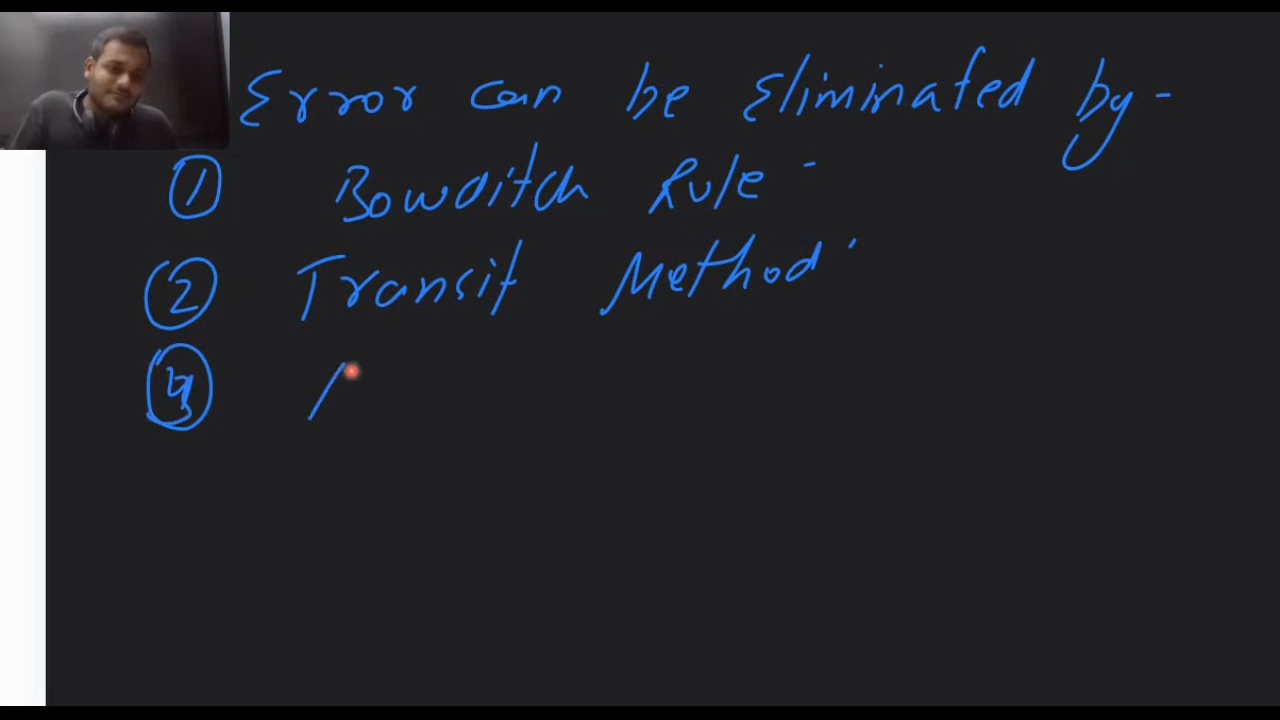 Error can be Eliminated by -
① Bowditch Rule -
② Transit Method